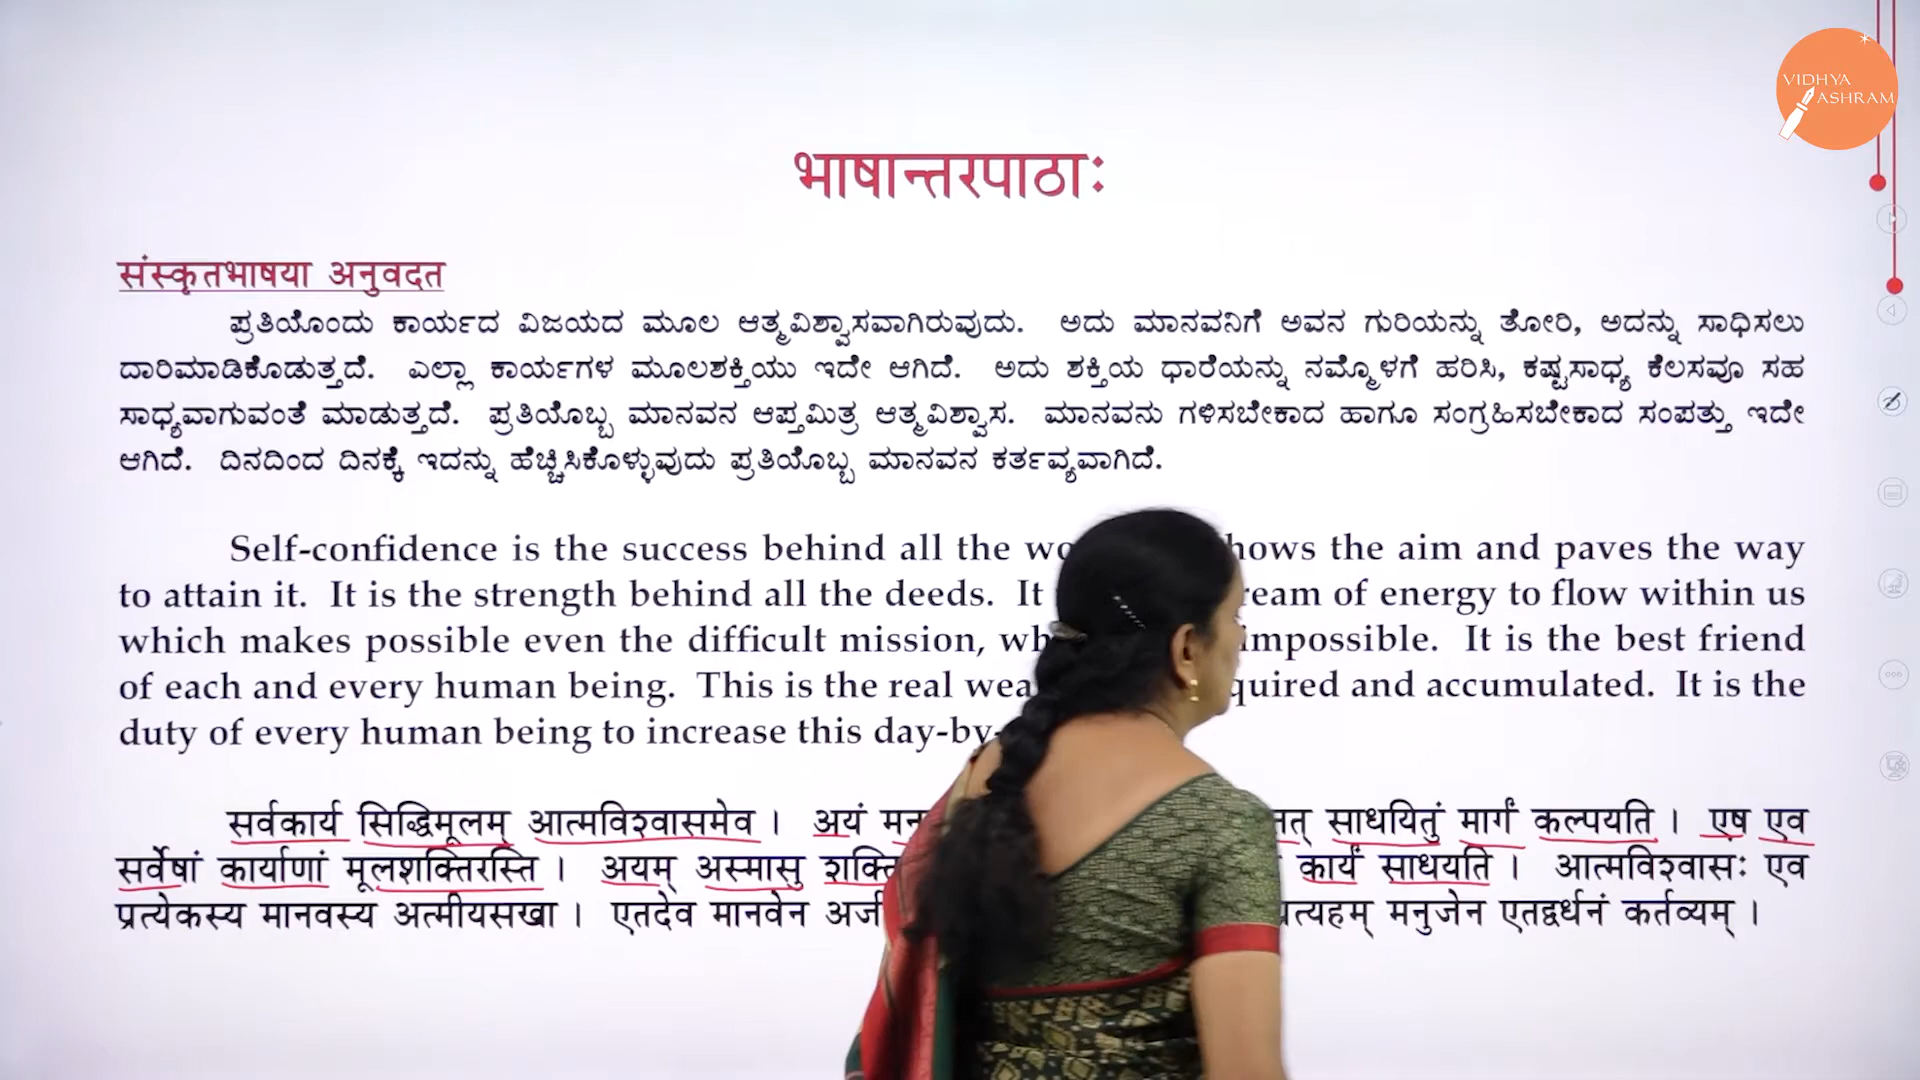 VIDHYA
ASHRAM
भाषान्तरपाठाः
संस्कृतभाषया अनुवदत
ಪ್ರತಿಯೊಂದು ಕಾರ್ಯದ ವಿಜಯದ ಮೂಲ ಆತ್ಮವಿಶ್ವಾಸವಾಗಿರುವುದು. ಅದು ಮಾನವನಿಗೆ ಅವನ ಗುರಿಯನ್ನು ತೋರಿ, ಅದನ್ನು ಸಾಧಿಸಲು
ದಾರಿಮಾಡಿಕೊಡುತ್ತದೆ. ಎಲ್ಲಾ ಕಾರ್ಯಗಳ ಮೂಲಶಕ್ತಿಯು ಇದೇ ಆಗಿದೆ. ಅದು ಶಕ್ತಿಯ ಧಾರೆಯನ್ನು ನಮ್ಮೊಳಗೆ ಹರಿಸಿ, ಕಷ್ಟಸಾಧ್ಯ ಕೆಲಸವೂ ಸಹ
ಸಾಧ್ಯವಾಗುವಂತೆ ಮಾಡುತ್ತದೆ. ಪ್ರತಿಯೊಬ್ಬ ಮಾನವನ ಆಪ್ತಮಿತ್ರ ಆತ್ಮವಿಶ್ವಾಸ. ಮಾನವನು ಗಳಿಸಬೇಕಾದ ಹಾಗೂ ಸಂಗ್ರಹಿಸಬೇಕಾದ ಸಂಪತ್ತು ಇದೇ
ಆಗಿದೆ. ದಿನದಿಂದ ದಿನಕ್ಕೆ ಇದನ್ನು ಹೆಚ್ಚಿಸಿಕೊಳ್ಳುವುದು ಪ್ರತಿಯೊಬ್ಬ ಮಾನವನ ಕರ್ತವ್ಯವಾಗಿದೆ.
Self-confidence is the success behind all the the aim and paves the way
to attain it. It is the strength behind all the deeds. It of energy to flow within us
which makes possible even the difficult mission, impossible. It is the best friend
of each and every human being. This is the real and accumulated. It is the
duty of every human being to increase this day-by-
सर्वकार्य सिद्धिमूलम् आत्मविश्वासमेव । अयं साधयितुं मार्गं कल्पयति । एष एव
सर्वेषां कार्याणां मूलशक्तिरस्ति । अयम् अस्मासु कार्यं साधयति । आत्मविश्वासः एव
प्रत्येकस्य मानवस्य अत्मीयसखा । एतदेव मानवेन मनुजेन एतद्वर्धनं कर्तव्यम् ।